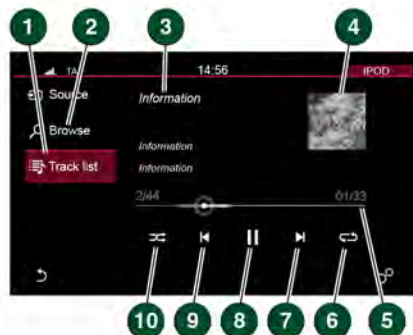 1 2 3 4
TA 14:56 IPOD
Source Information
Browse
Information
Track list Information
2/44 01/33
10 9 8 7 6 5